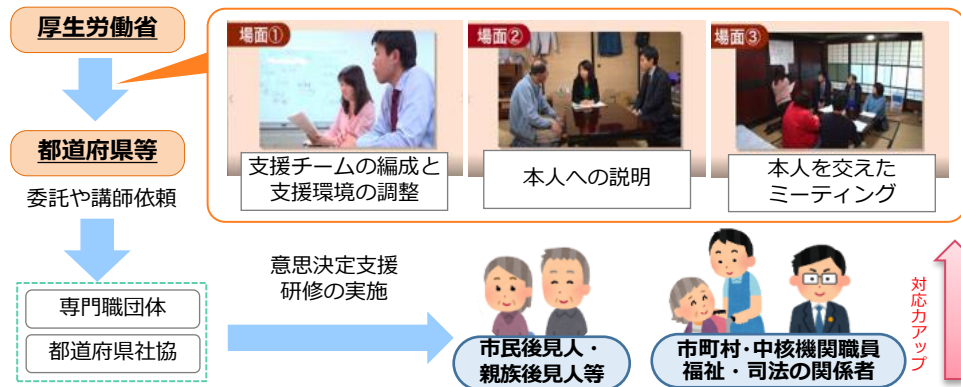 厚生労働省
場面①
支援チームの編成と
支援環境の調整
場面②
本人への説明
場面③
本人を交えた
ミーティング
都道府県等
委託や講師依頼
専門職団体
都道府県社協
意思決定支援
研修の実施
市民後見人・
親族後見人等
市町村・中核機関職員
福祉・司法の関係者
対応力アップ